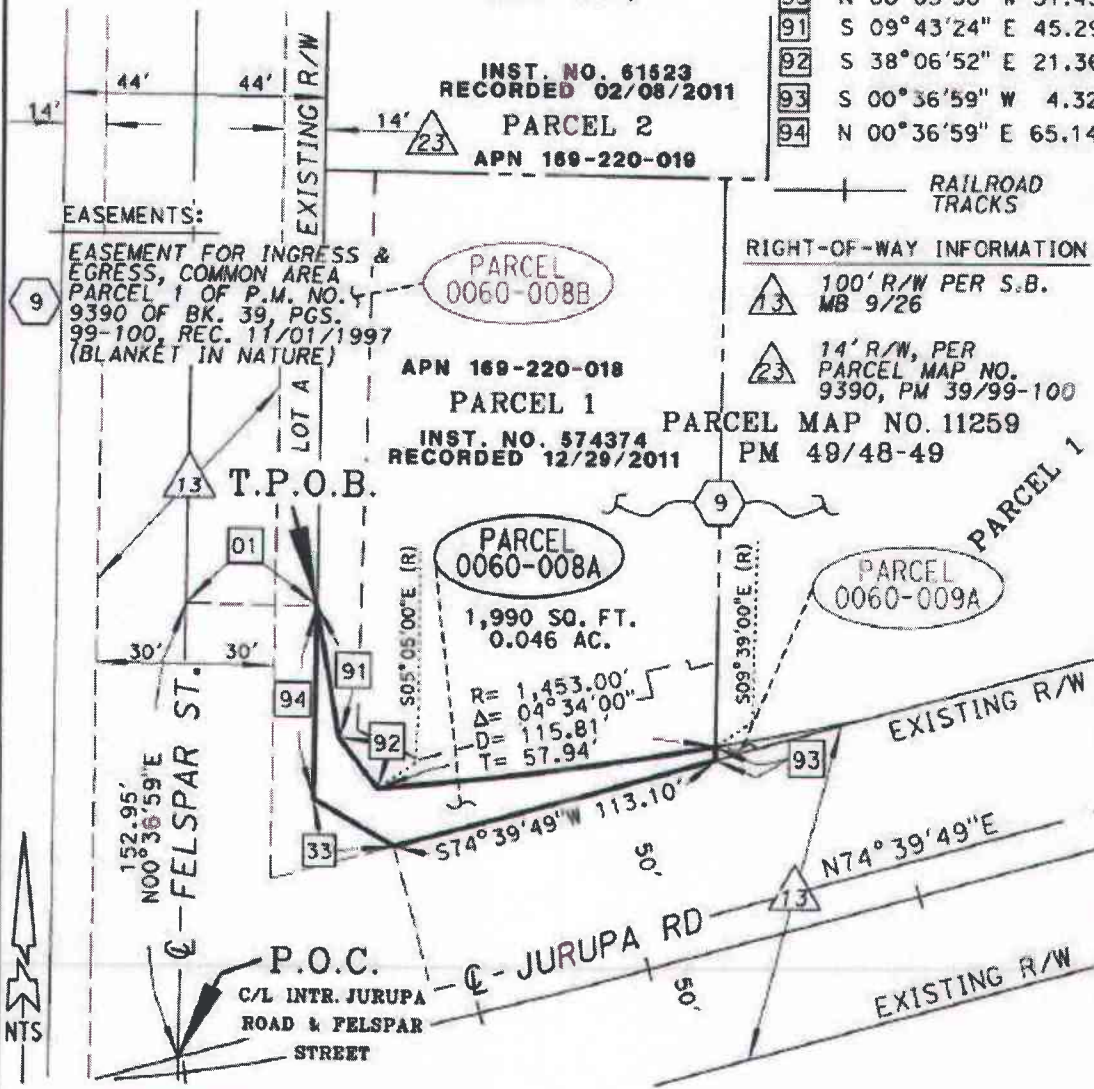 91 S 09°43'24" E 45.29
92 S 38°06'52" E 21.36
93 S 00°36'59" W 4.32
94 N 00°36'59" E 65.14
RAILROAD
TRACKS
44' 44'
14'
EXISTING R/W
14'
23
INST. NO. 61523
RECORDED 02/08/2011
PARCEL 2
APN 169-220-019
EASEMENTS:
9
EASEMENT FOR INGRESS &
EGRESS, COMMON AREA
PARCEL 1 OF P.M. NO.
9390 OF BK. 39, PGS.
99-100, REC. 11/01/1997
(BLANKET IN NATURE)
PARCEL
0060-008B
RIGHT-OF-WAY INFORMATION
13 100' R/W PER S.B.
MB 9/26
23 14' R/W, PER
PARCEL MAP NO.
9390, PM 39/99-100
LOT A
APN 169-220-018
PARCEL 1
INST. NO. 574374
RECORDED 12/29/2011
PARCEL MAP NO. 11259
PM 49/48-49
PARCEL 1
13
T.P.O.B.
9
01
PARCEL
0060-008A
1,990 SQ. FT.
0.046 AC.
PARCEL
0060-009A
S05°05'00"E (R)
S09°39'00"E (R)
30' 30'
91
94
92
R= 1,453.00'
Δ= 04°34'00"
D= 115.81'
T= 57.94'
93
EXISTING R/W
33
S74°39'49"W 113.10'
152.95'
N00°36'59"E
℄ - FELSPAR ST.
50'
N74°39'49"E
13
℄ - JURUPA RD
50'
EXISTING R/W
P.O.C.
C/L INTR. JURUPA
ROAD & FELSPAR
STREET
NTS